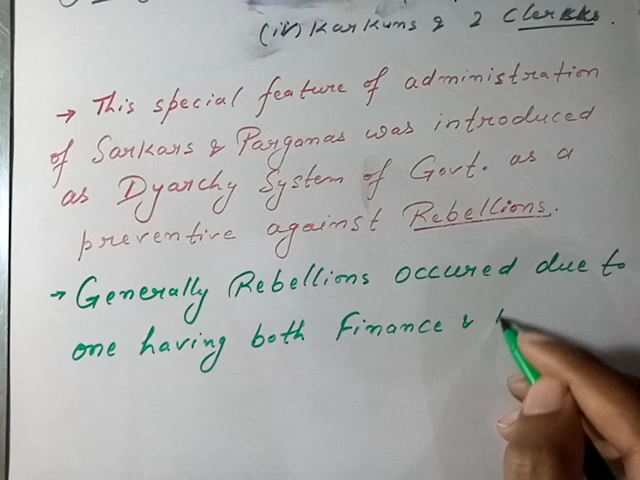 (iv) Karkums & 2 Clerks.
→ This special feature of administration
of Sarkars & Parganas was introduced
as Dyarchy System of Govt. as a
preventive against Rebellions.
→ Generally Rebellions occured due to
one having both Finance &